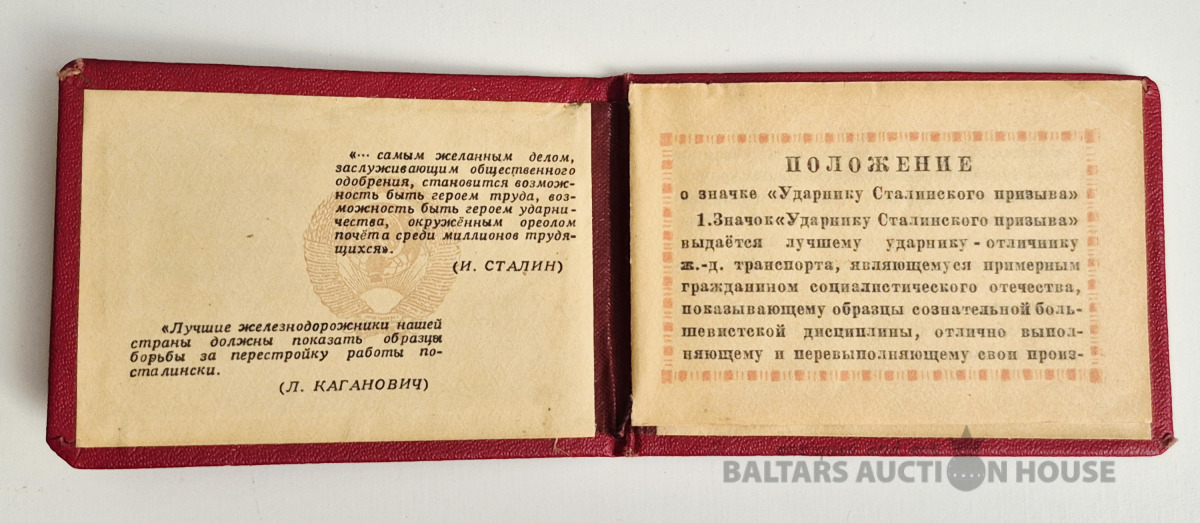 «... самым желанным делом,
заслуживающим общественного
одобрения, становится возмож-
ность быть героем труда, воз-
можность быть героем ударни-
чества, окружённым ореолом
почёта среди миллионов трудя-
щихся».
(И. СТАЛИН)
«Лучшие железнодорожники нашей
страны должны показать образцы
борьбы за перестройку работы по-
сталински.
(Л. КАГАНОВИЧ)
ПОЛОЖЕНИЕ
о значке «Ударнику Сталинского призыва»
1.Значок«Ударнику Сталинского призыва»
выдаётся лучшему ударнику-отличнику
ж.-д. транспорта, являющемуся примерным
гражданином социалистического отечества,
показывающему образцы сознательной боль-
шевистской дисциплины, отлично выпол-
няющему и перевыполняющему свои произ-
BALTARS AUCTION HOUSE